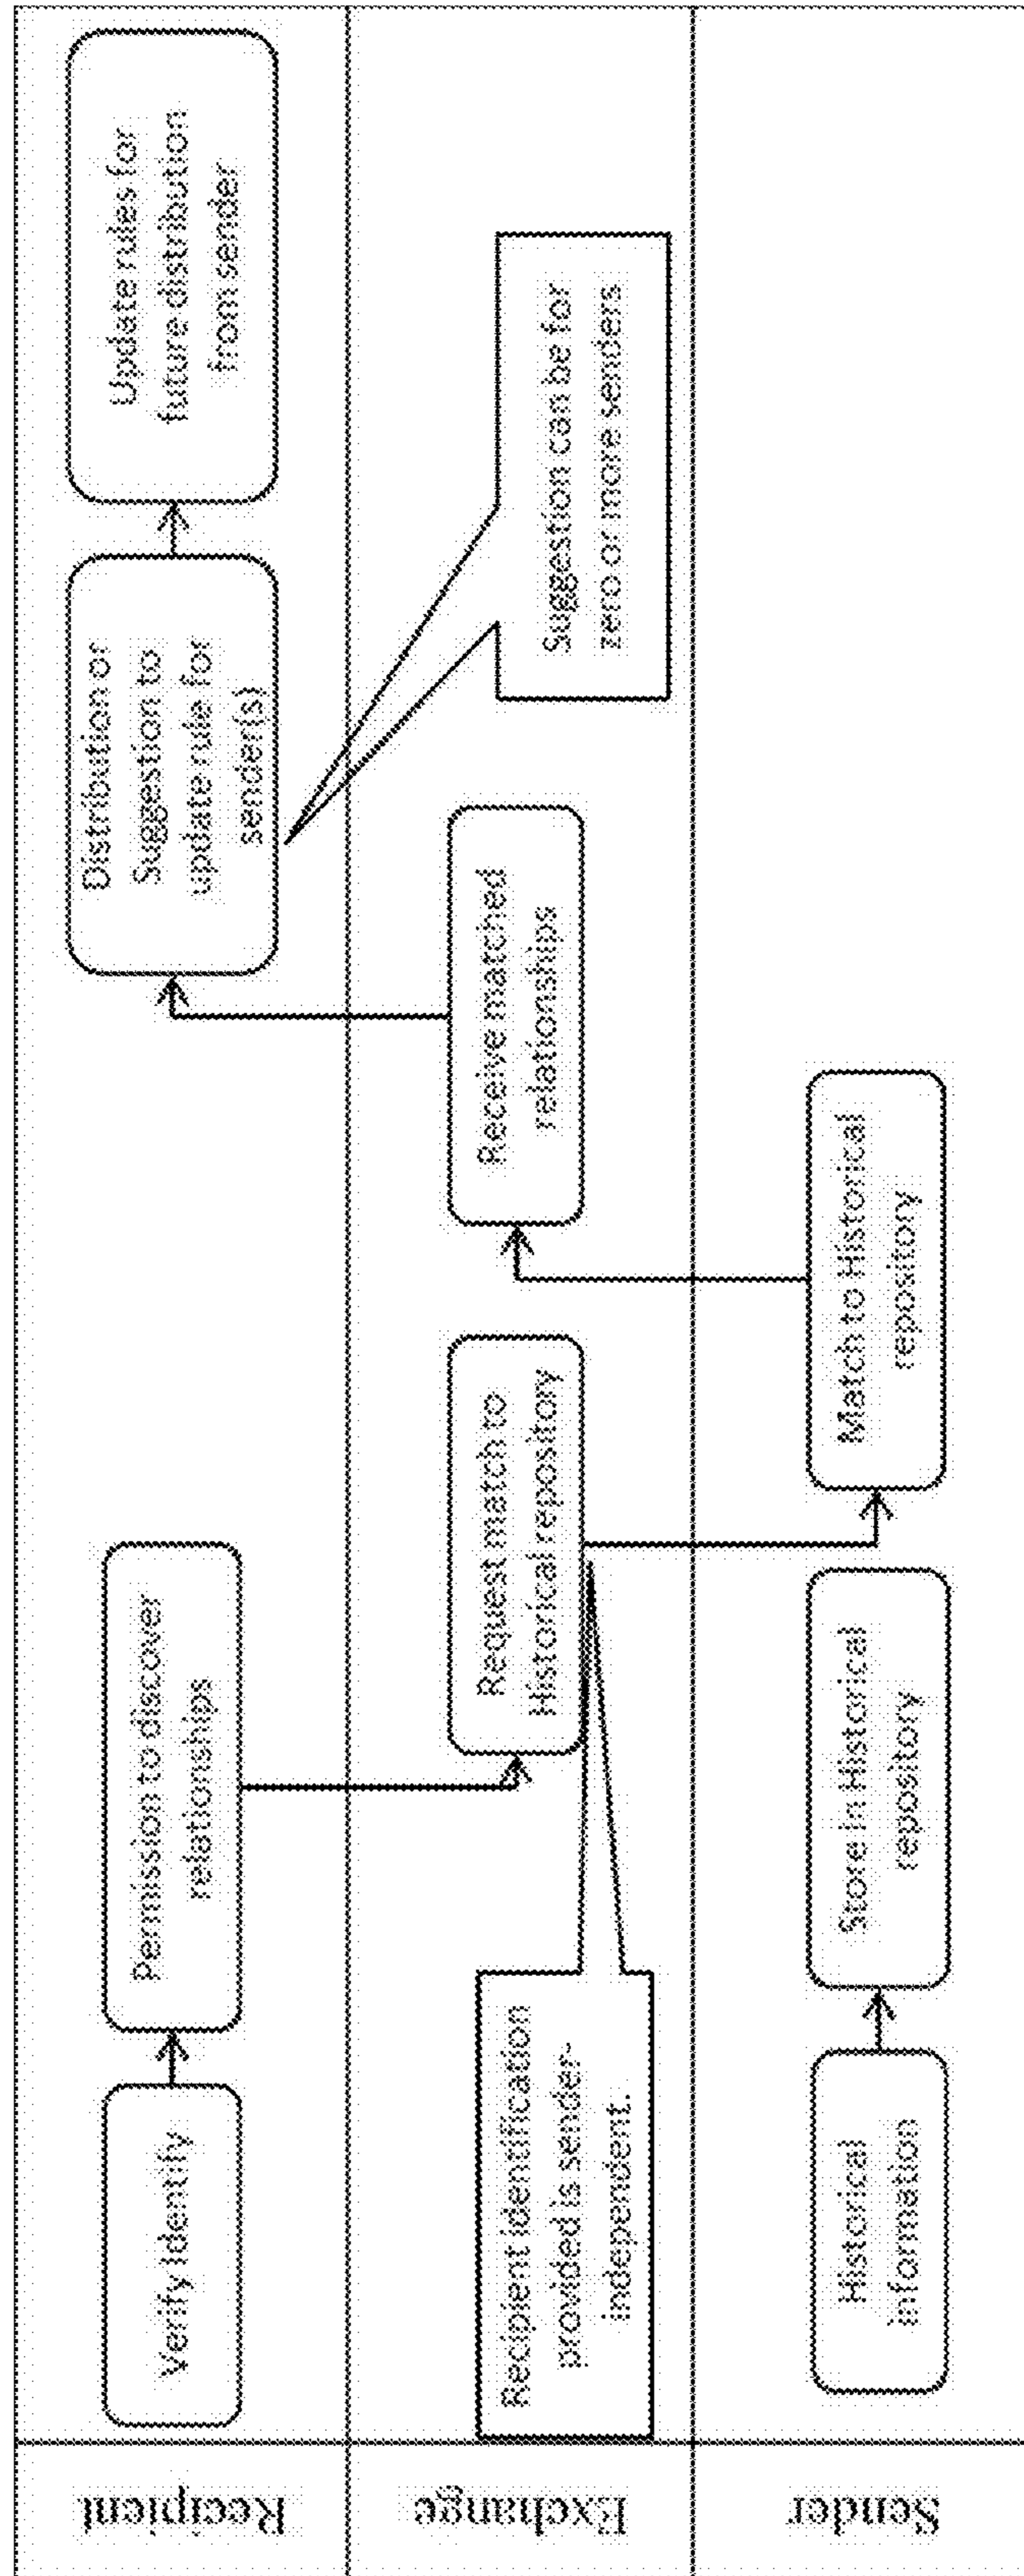 Recipient
Verify Identify
Permission to discover
relationships
Distribution or
Suggestion to
update rule for
sender(s)
Update rules for
future distribution
from sender
Exchange
Recipient identification
provided is sender-
independent.
Request match to
Historical repository
Receive matched
relationships
Suggestion can be for
zero or more senders
Sender
Historical
information
Store in Historical
repository
Match to Historical
repository